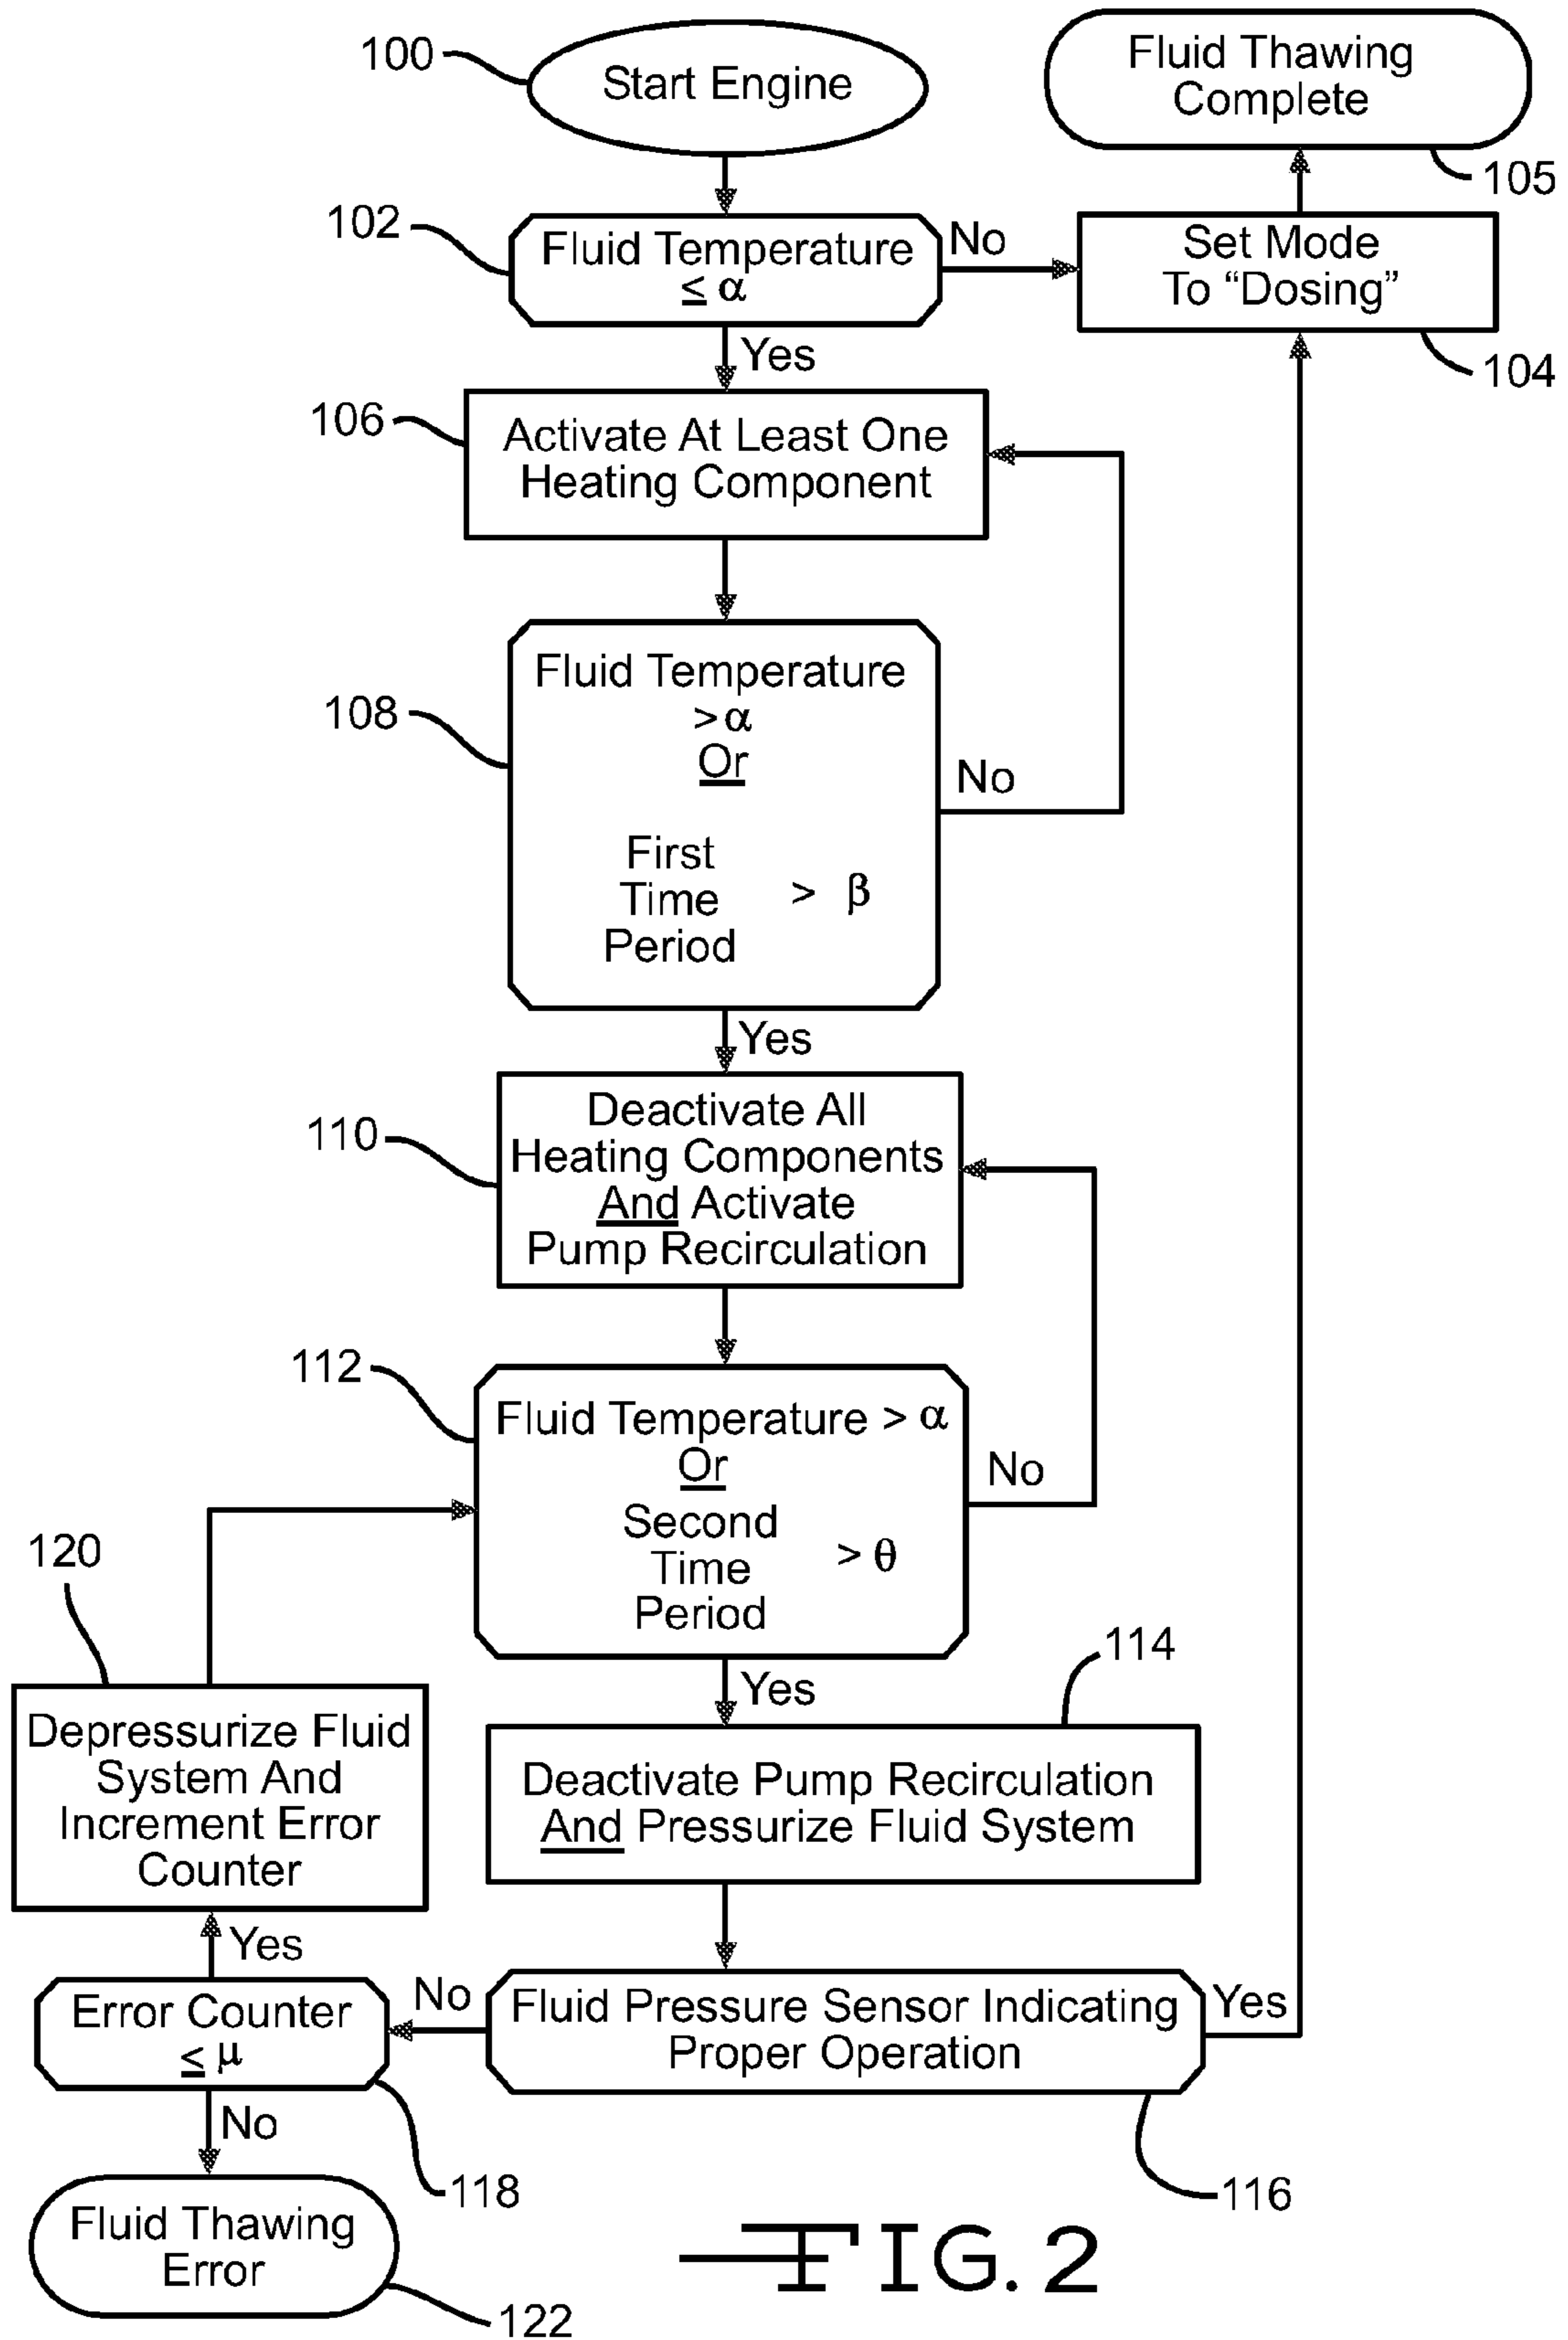 100
Start Engine
Fluid Thawing
Complete
105
102
Fluid Temperature
≤ α
No
Set Mode
To “Dosing”
104
Yes
106
Activate At Least One
Heating Component
108
Fluid Temperature
> α
Or
First
Time
Period
> β
No
Yes
110
Deactivate All
Heating Components
And Activate
Pump Recirculation
112
Fluid Temperature > α
Or
Second
Time
Period
> θ
No
120
Yes
114
Depressurize Fluid
System And
Increment Error
Counter
Deactivate Pump Recirculation
And Pressurize Fluid System
Yes
Error Counter
≤ μ
No
Fluid Pressure Sensor Indicating
Proper Operation
Yes
No
118
116
Fluid Thawing
Error
122
FIG. 2